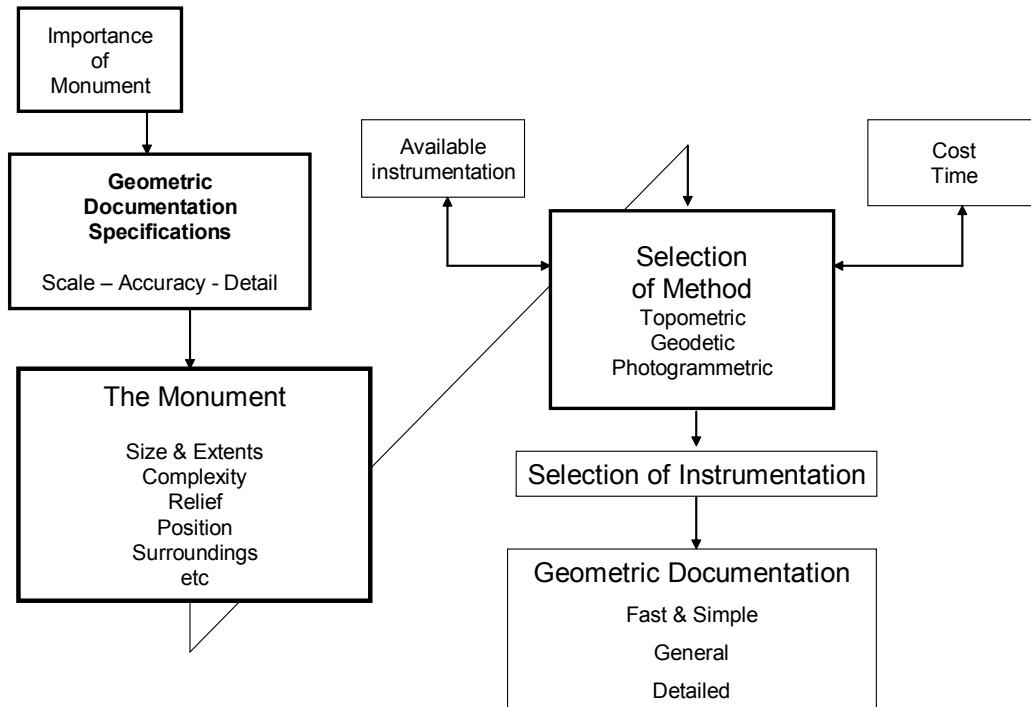 Importance
of
Monument
Geometric
Documentation
Specifications
Scale – Accuracy - Detail
The Monument
Size & Extents
Complexity
Relief
Position
Surroundings
etc
Available
instrumentation
Cost
Time
Selection
of Method
Topometric
Geodetic
Photogrammetric
Selection of Instrumentation
Geometric Documentation
Fast & Simple
General
Detailed